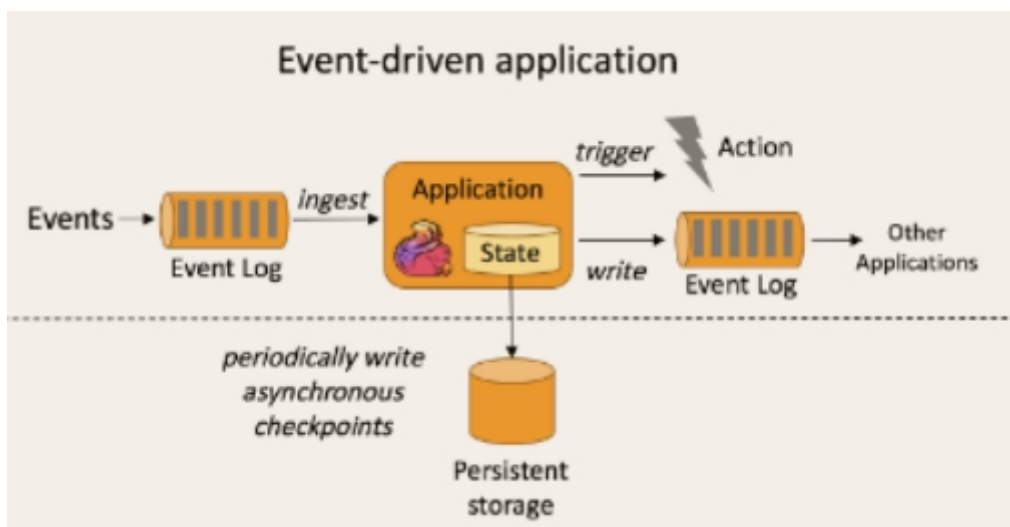 Event-driven application
Events
Event Log
ingest
Application
State
trigger
Action
write
Event Log
Other
Applications
periodically write
asynchronous
checkpoints
Persistent
storage